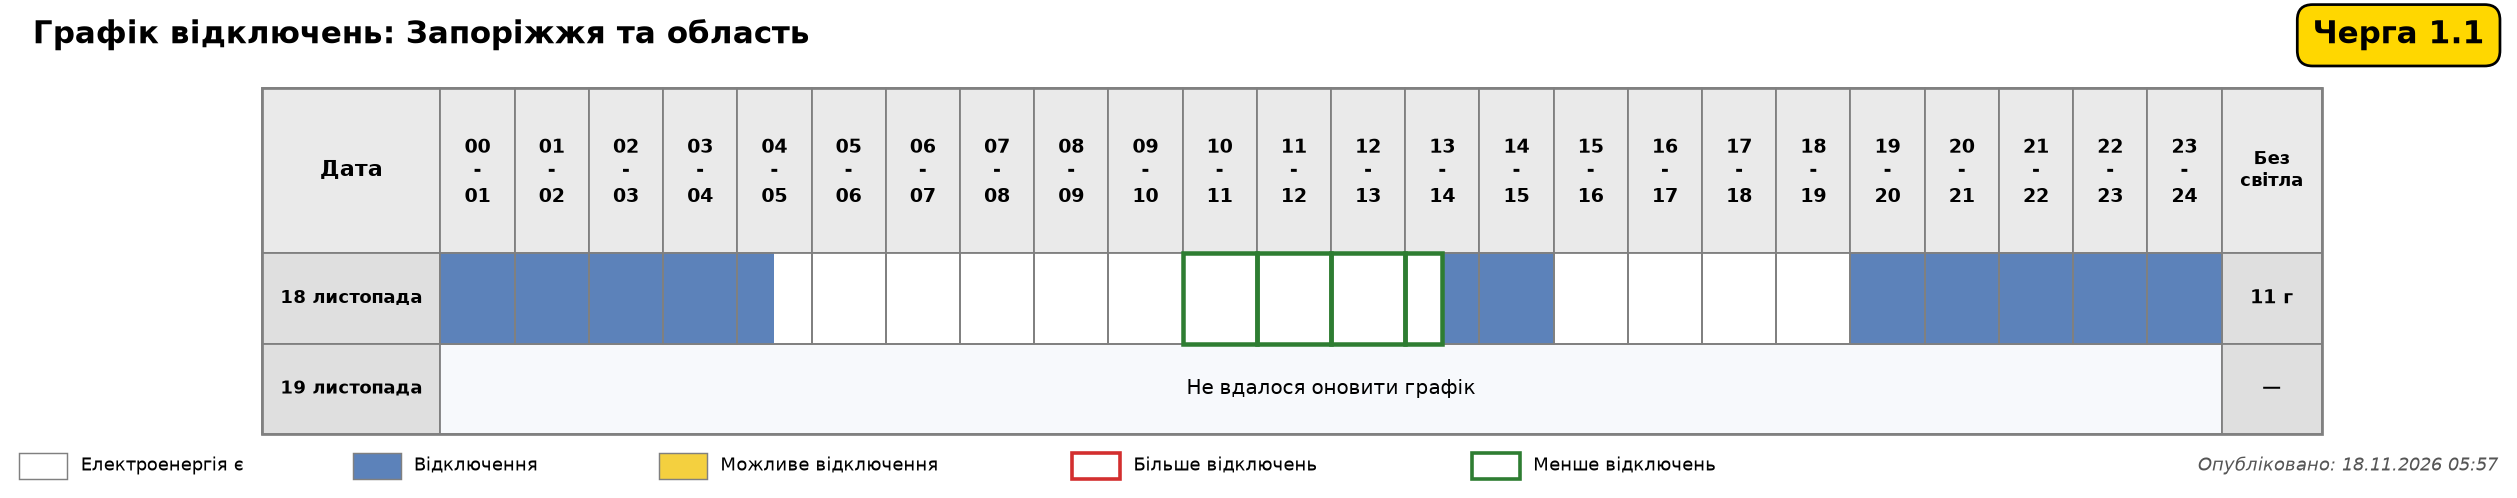 Графік відключень: Запоріжжя та область
Черга 1.1
Дата
00 - 01
01 - 02
02 - 03
03 - 04
04 - 05
05 - 06
06 - 07
07 - 08
08 - 09
09 - 10
10 - 11
11 - 12
12 - 13
13 - 14
14 - 15
15 - 16
16 - 17
17 - 18
18 - 19
19 - 20
20 - 21
21 - 22
22 - 23
23 - 24
Без
світла
18 листопада
11 г
19 листопада
Не вдалося оновити графік
—
Електроенергія є
Відключення
Можливе відключення
Більше відключень
Менше відключень
Опубліковано: 18.11.2026 05:57